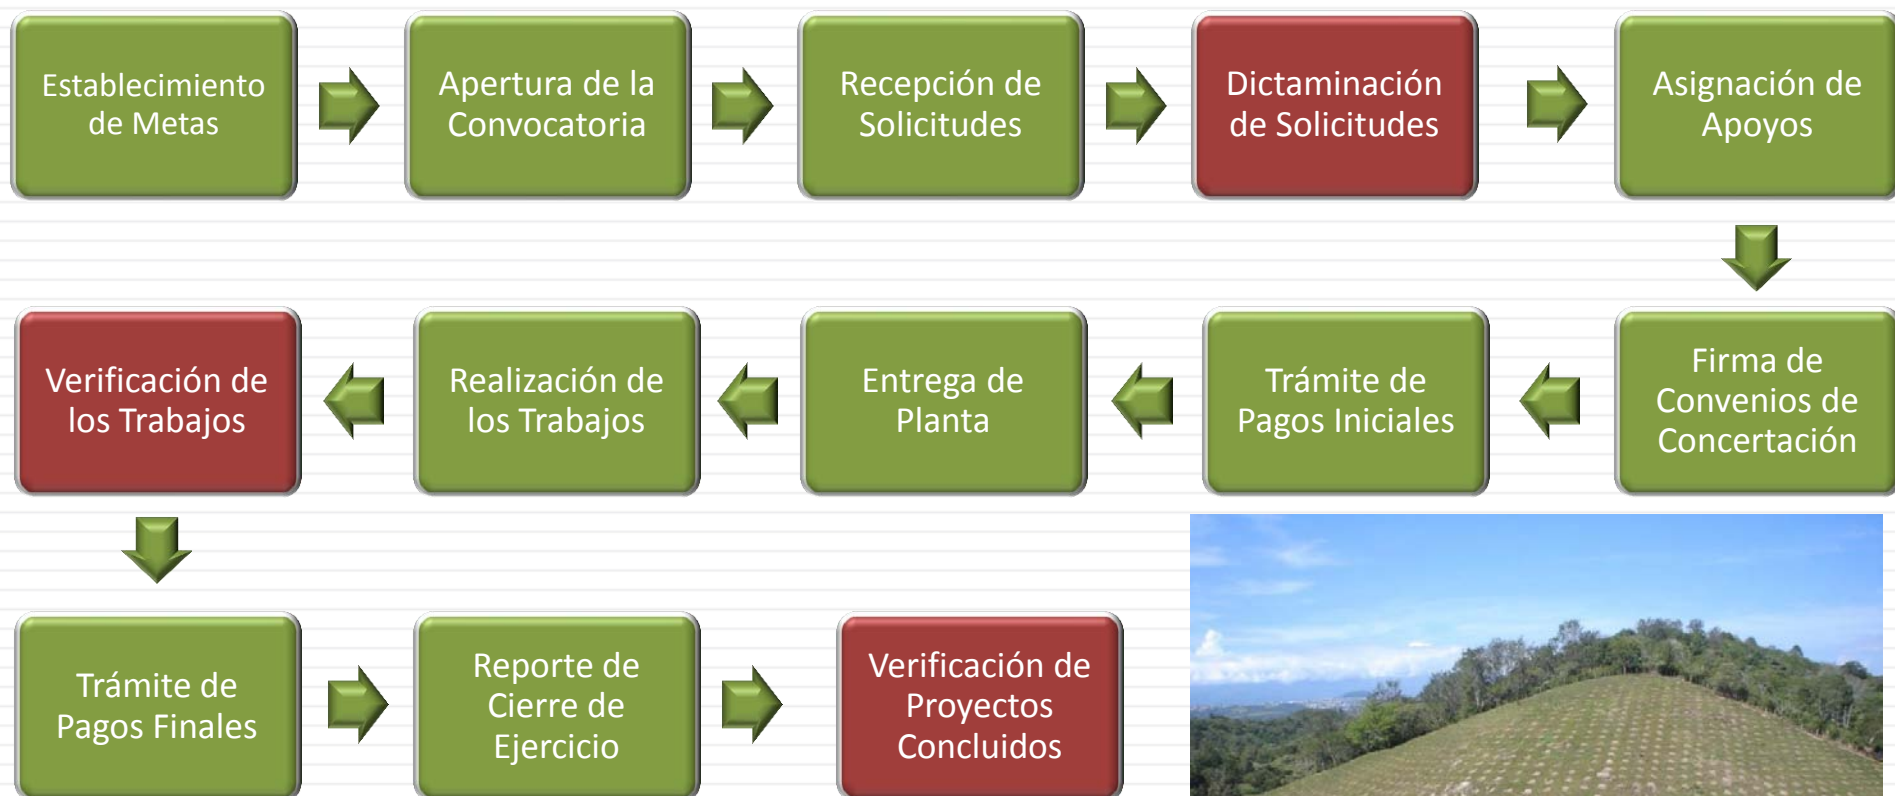 Establecimiento
de Metas
Apertura de la
Convocatoria
Recepción de
Solicitudes
Dictaminación
de Solicitudes
Asignación de
Apoyos
Firma de
Convenios de
Concertación
Trámite de
Pagos Iniciales
Entrega de
Planta
Realización de
los Trabajos
Verificación de
los Trabajos
Trámite de
Pagos Finales
Reporte de
Cierre de
Ejercicio
Verificación de
Proyectos
Concluidos